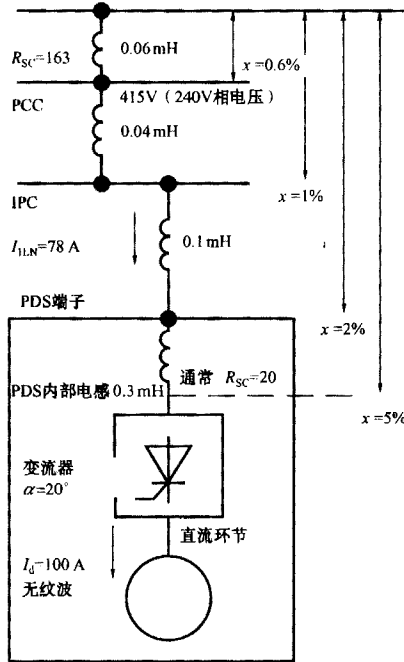 0.06 mH
R_SC=163
x=0.6%
415V（240V相电压）
PCC
0.04 mH
x=1%
IPC
I_1LN=78 A
0.1 mH
PDS端子
x=2%
通常 R_SC=20
PDS内部电感 0.3 mH
x=5%
变流器
α=20°
直流环节
I_d=100 A
无纹波